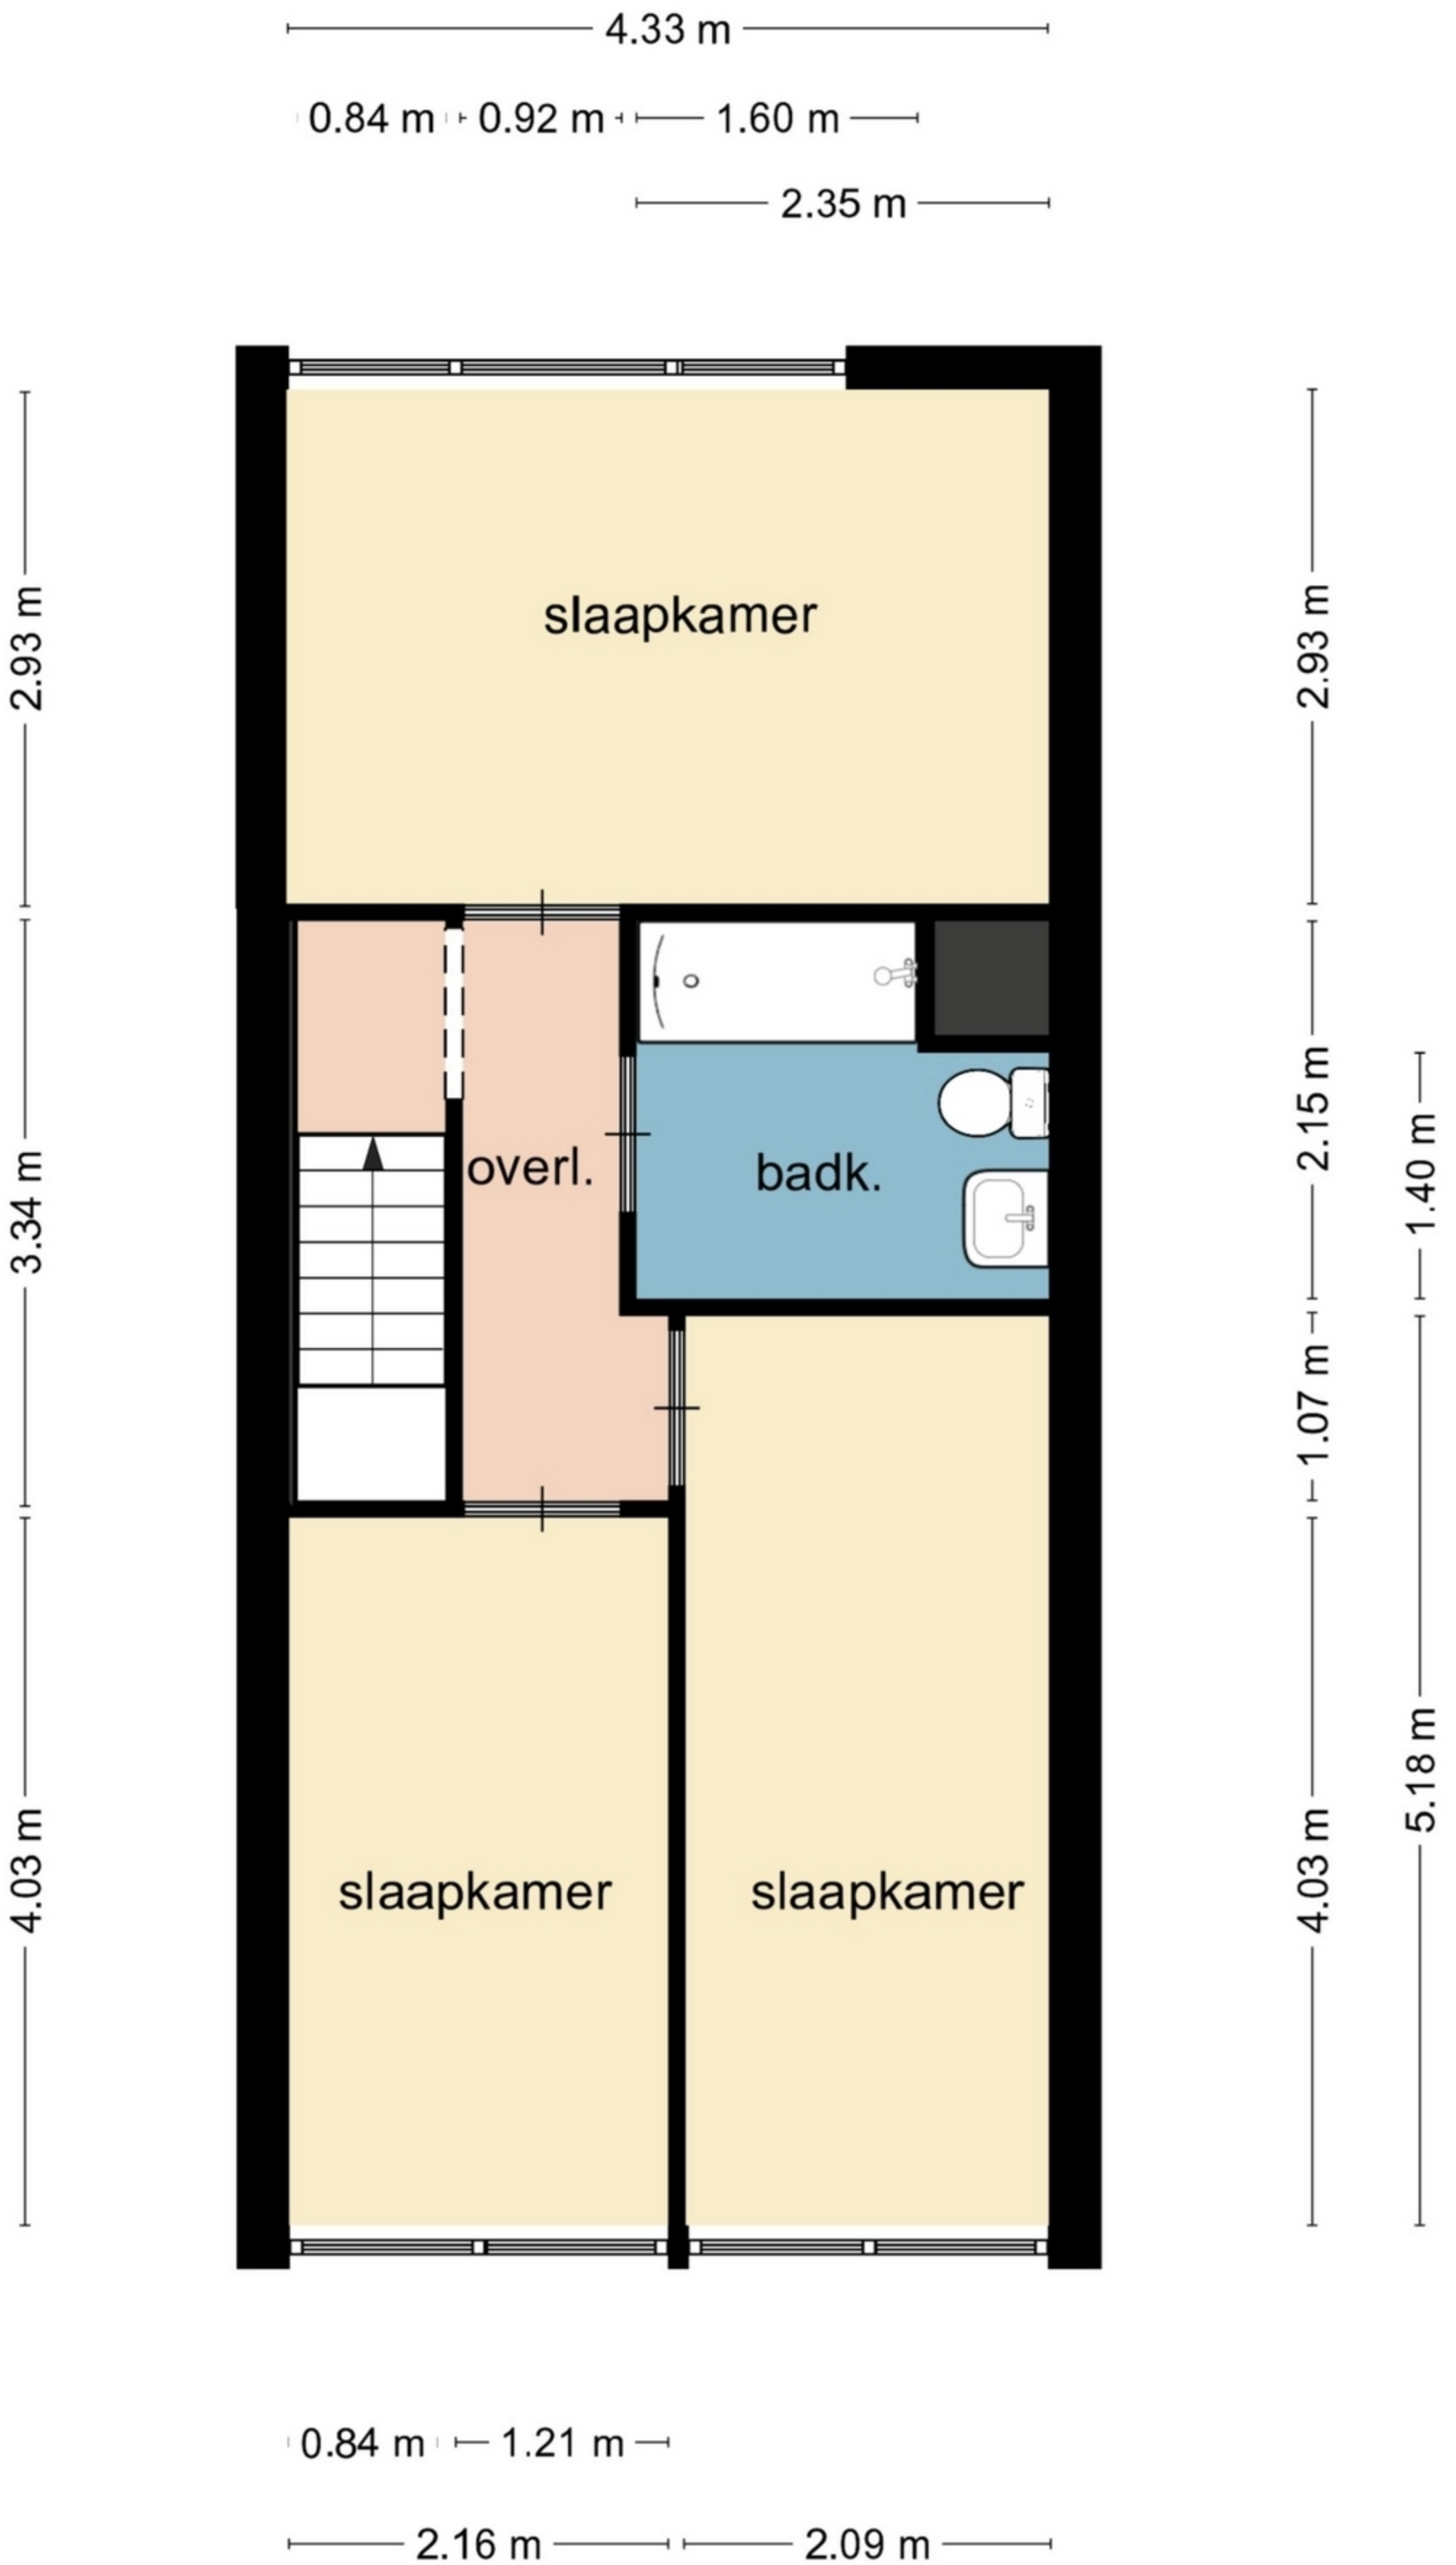 4.33 m
0.84 m
0.92 m
1.60 m
2.35 m
2.93 m
2.93 m
slaapkamer
3.34 m
2.15 m
1.40 m
overl.
badk.
1.07 m
4.03 m
4.03 m
5.18 m
slaapkamer
slaapkamer
0.84 m
1.21 m
2.16 m
2.09 m